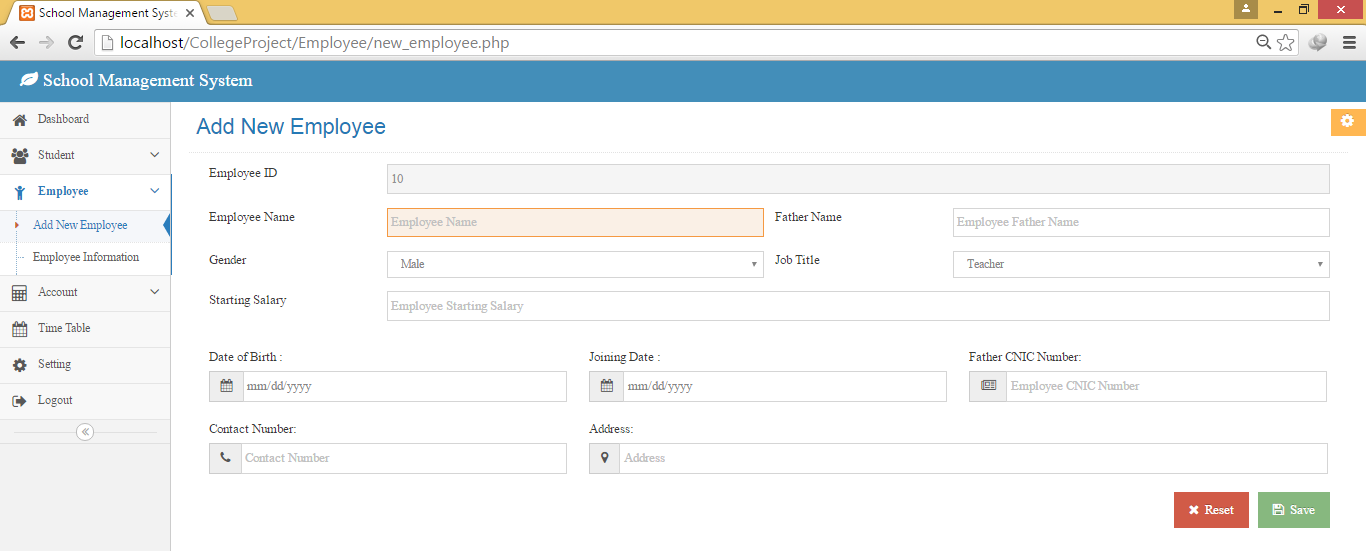 School Management Syste
localhost/CollegeProject/Employee/new_employee.php
School Management System
Dashboard
Student
Employee
Add New Employee
Employee Information
Account
Time Table
Setting
Logout
Add New Employee
Employee ID
10
Employee Name
Employee Name
Father Name
Employee Father Name
Gender
Male
Job Title
Teacher
Starting Salary
Employee Starting Salary
Date of Birth :
Joining Date :
Father CNIC Number:
mm/dd/yyyy
mm/dd/yyyy
Employee CNIC Number
Contact Number:
Address:
Contact Number
Address
Reset
Save